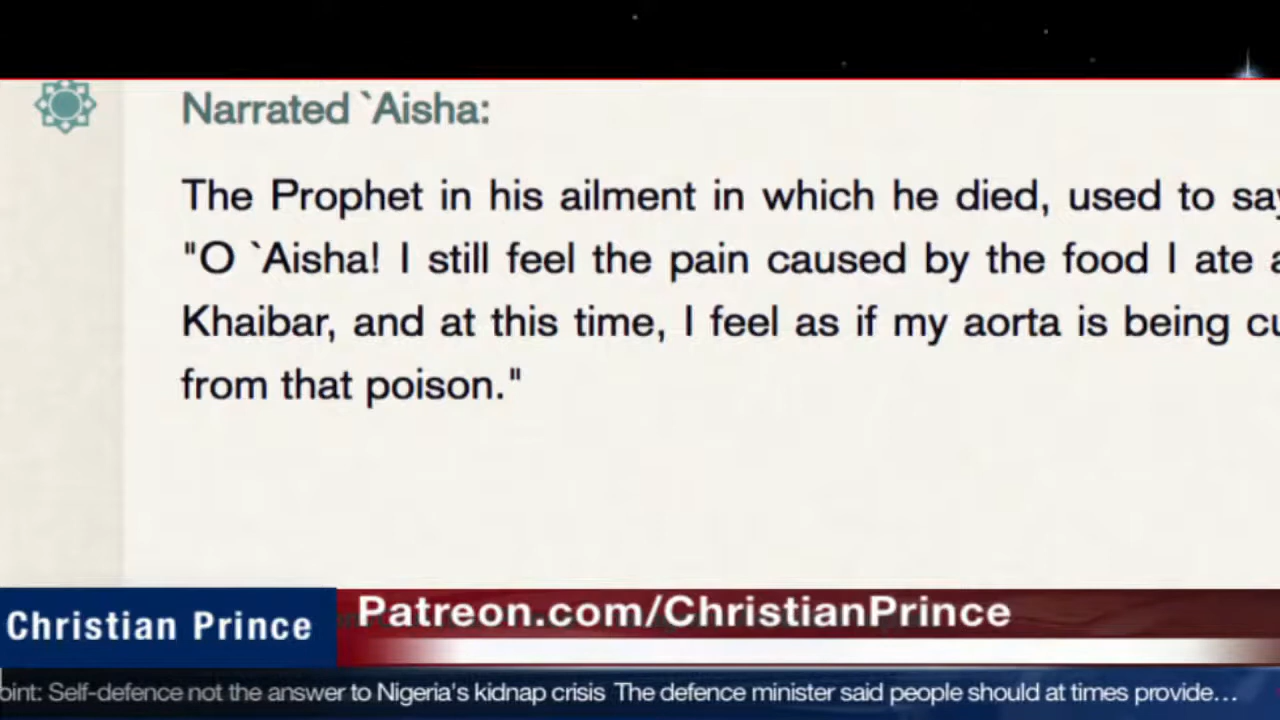 Narrated `Aisha:
The Prophet in his ailment in which he died, used to say
"O `Aisha! I still feel the pain caused by the food I ate a
Khaibar, and at this time, I feel as if my aorta is being cu
from that poison."
Christian Prince
Patreon.com/ChristianPrince
oint: Self-defence not the answer to Nigeria's kidnap crisis The defence minister said people should at times provide…